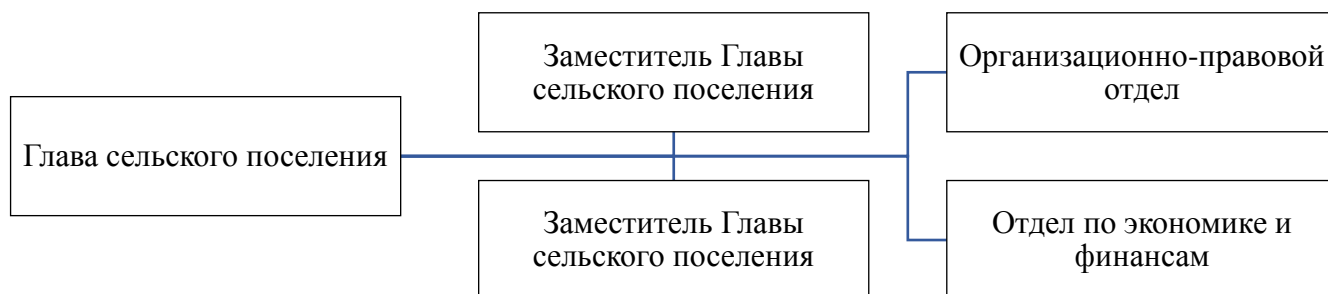 Глава сельского поселения
Заместитель Главы
сельского поселения
Заместитель Главы
сельского поселения
Организационно-правовой
отдел
Отдел по экономике и
финансам